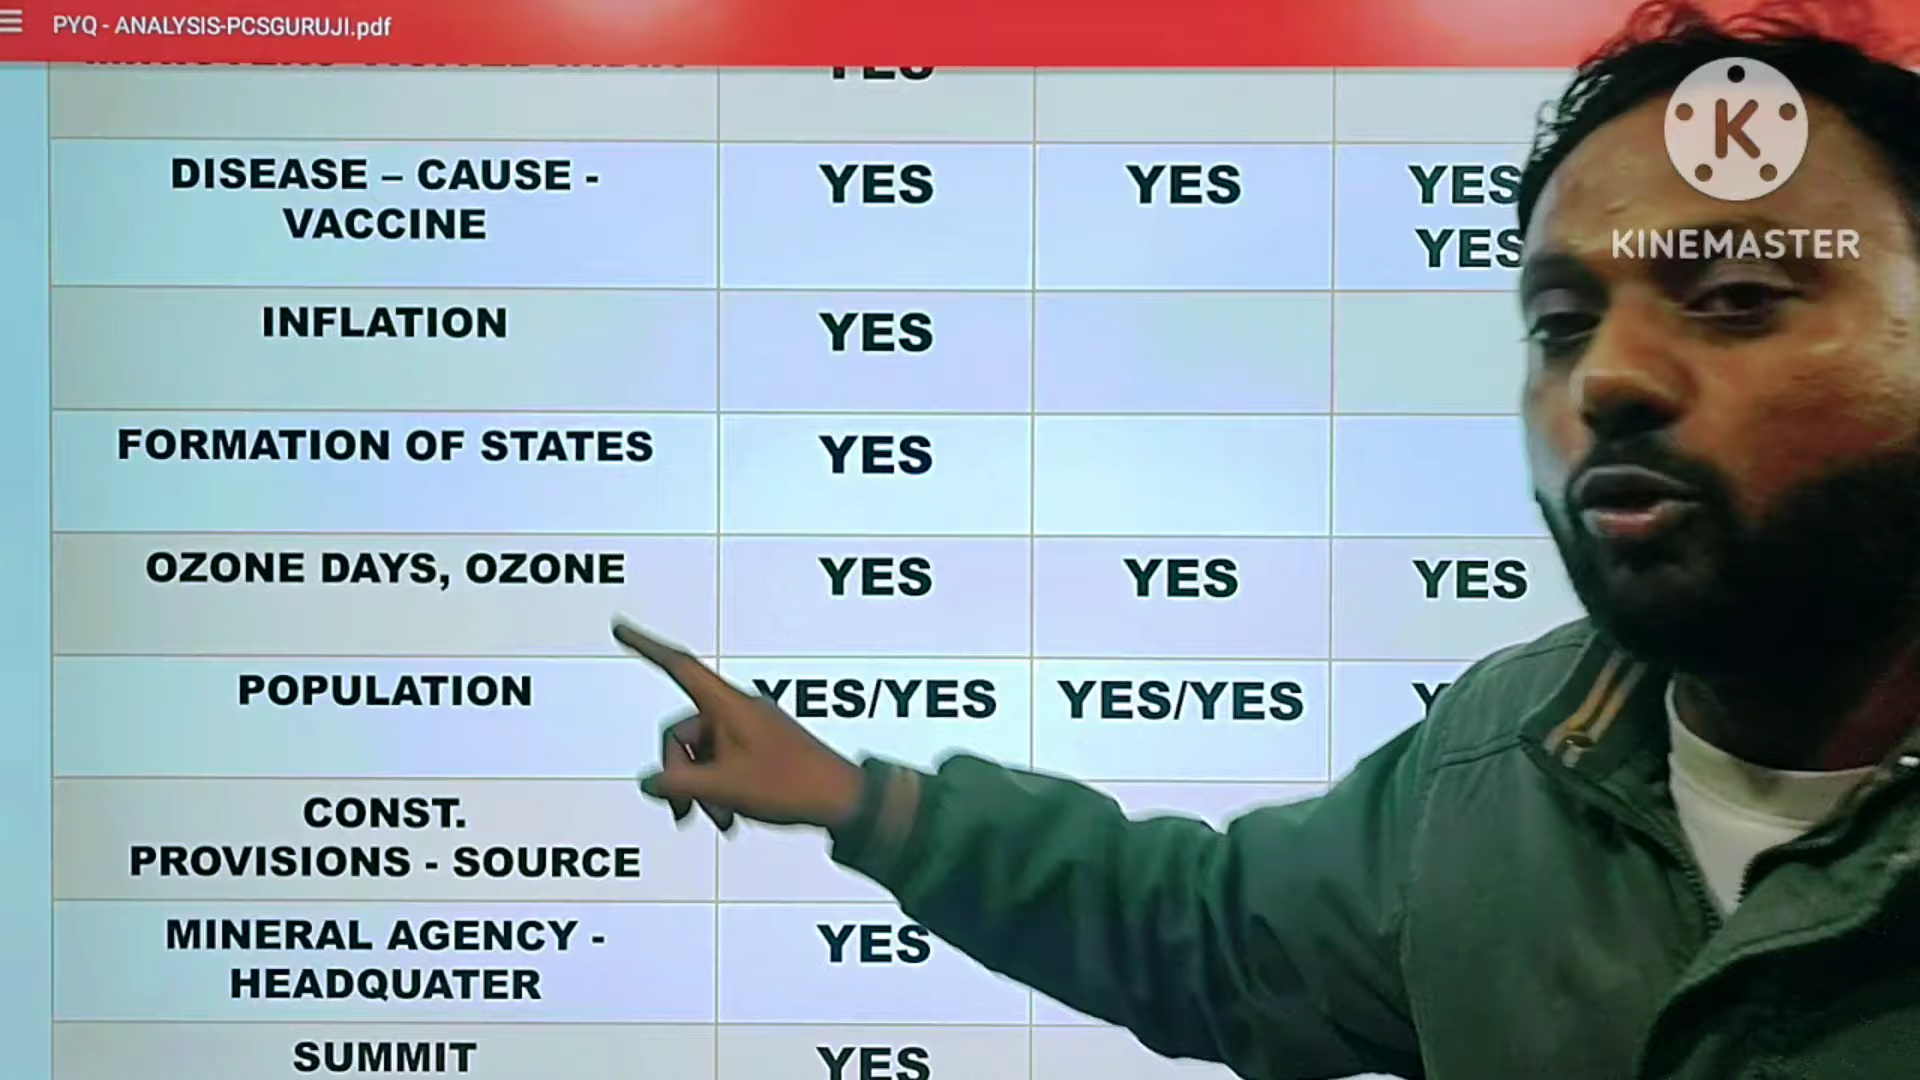 PYQ - ANALYSIS-PCSGURUJI.pdf
YES
DISEASE – CAUSE - VACCINE YES YES YES YES
INFLATION YES
FORMATION OF STATES YES
OZONE DAYS, OZONE YES YES YES
POPULATION YES/YES YES/YES
CONST.
PROVISIONS - SOURCE
MINERAL AGENCY - YES
HEADQUATER
SUMMIT YES
K
KINEMASTER